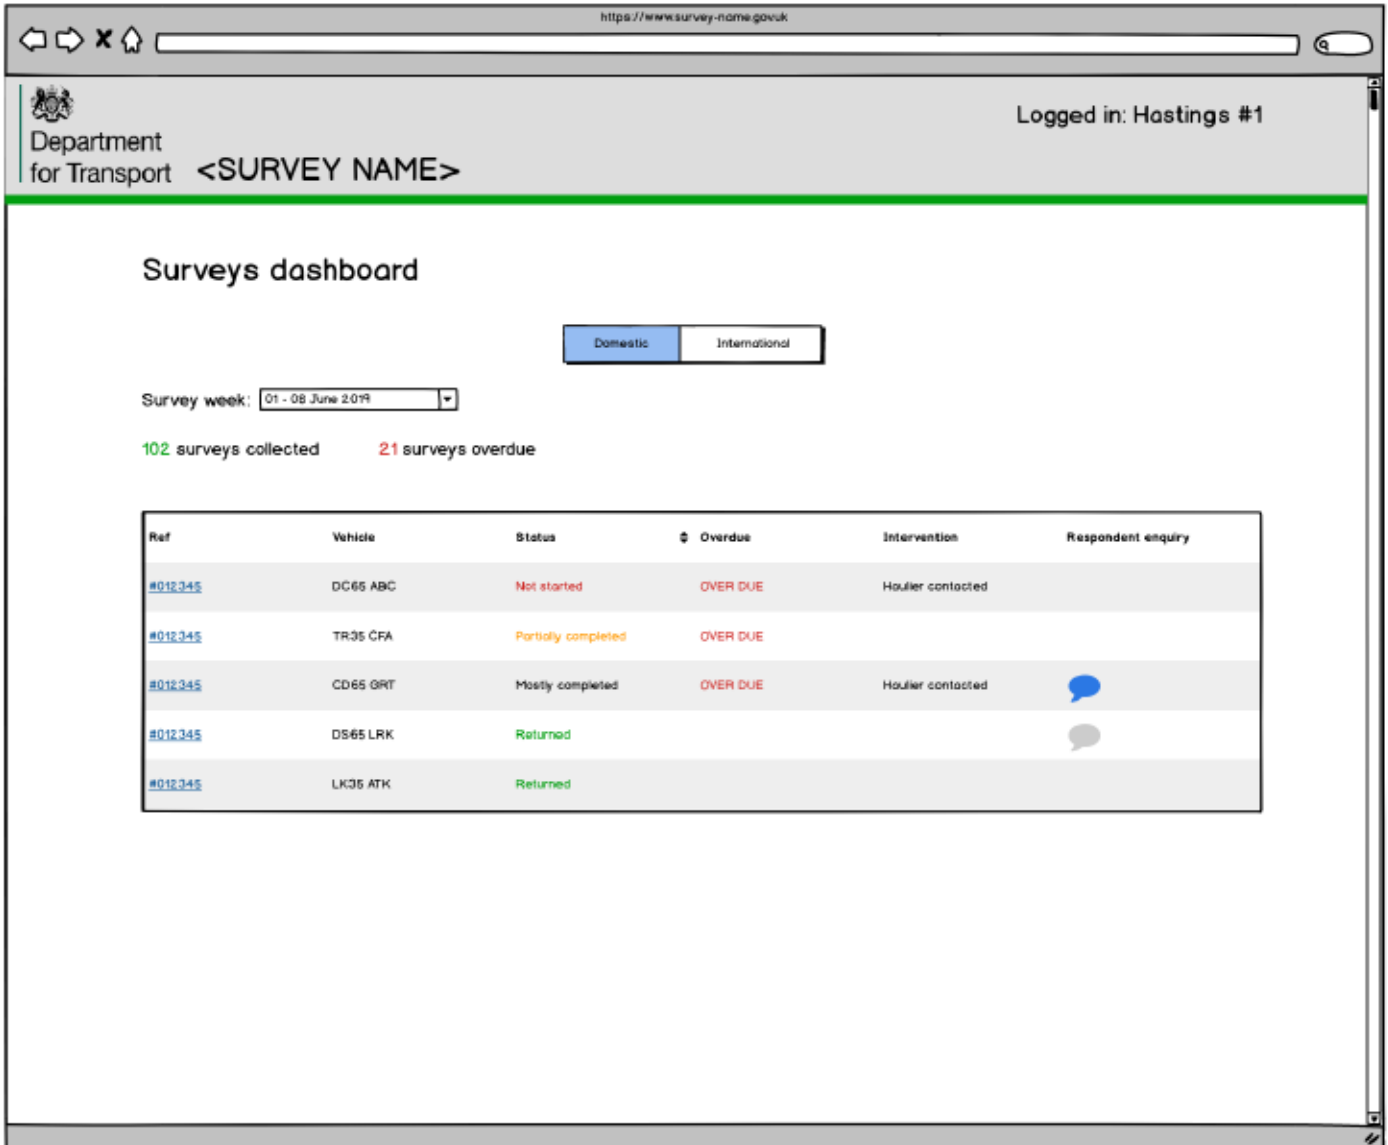 https://www.survey-name.gov.uk
Logged in: Hastings #1
Department
for Transport
<SURVEY NAME>
Surveys dashboard
Domestic International
Survey week: 01 - 08 June 2019
102 surveys collected 21 surveys overdue
Ref Vehicle Status Overdue Intervention Respondent enquiry
#012345 DC65 ABC Not started OVER DUE Haulier contacted
#012345 TR35 CFA Partially completed OVER DUE
#012345 CD65 GRT Mostly completed OVER DUE Haulier contacted
#012345 DS65 LRK Returned
#012345 LK35 ATK Returned